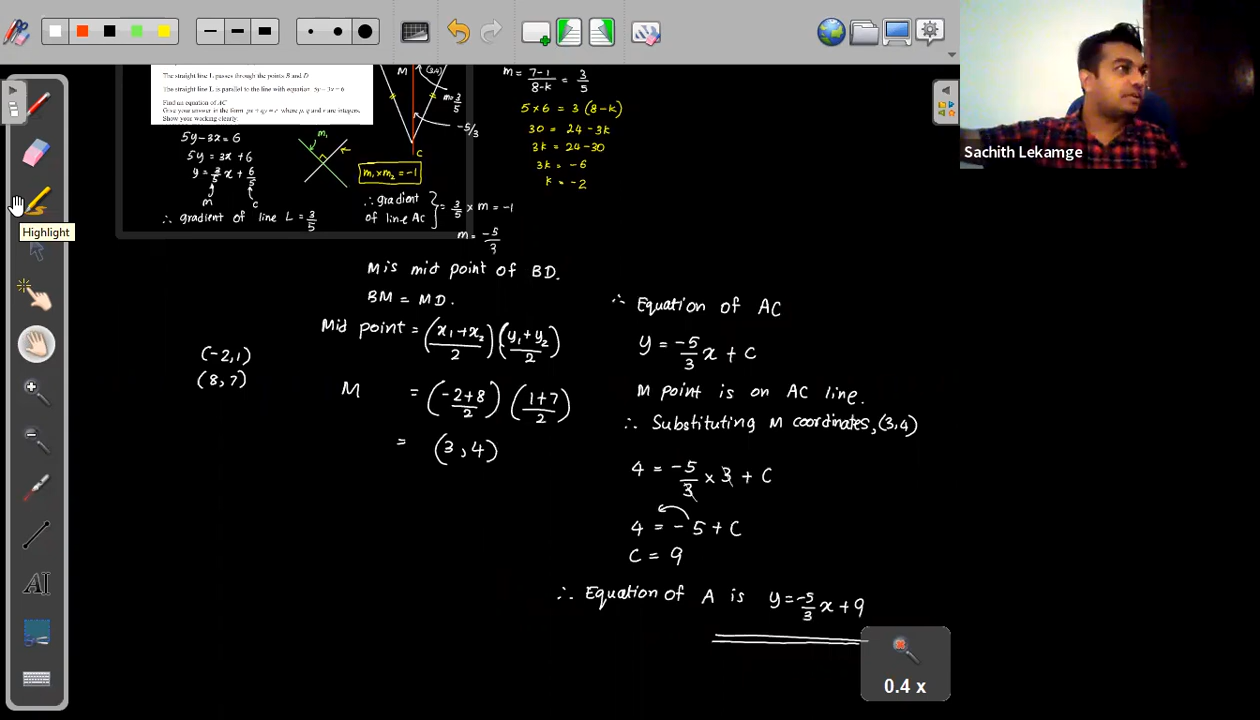 The straight line L passes through the points B and D.
The straight line L is parallel to the line with equation 5y − 3x = 6
Find an equation of AC
Give your answer in the form px + qy = r where p, q and r are integers.
Show your working clearly.
M
(3,4)
m = 3/5
-5/3
C
5y-3x = 6
5y = 3x + 6
y = 3/5 x + 6/5
m
c
∴ gradient of line L = 3/5
m₁
m₁ x m₂ = -1
∴ gradient of line AC } = 3/5 x m = -1
m = -5/3
m = 7-1/8-k = 3/5
5 x 6 = 3 (8-k)
30 = 24 - 3k
3k = 24-30
3k = -6
k = -2
M is mid point of BD.
BM = MD.
Mid point = (x₁+x₂/2) (y₁+y₂/2)
(-2,1)
(8,7)
M = (-2+8/2) (1+7/2)
= (3,4)
∴ Equation of AC
y = -5/3 x + c
M point is on AC line.
∴ Substituting M coordinates, (3,4)
4 = -5/3 x 3 + C
4 = -5 + C
C = 9
∴ Equation of A is y = -5/3 x + 9
Highlight
AI
0.4 x
Sachith Lekamge